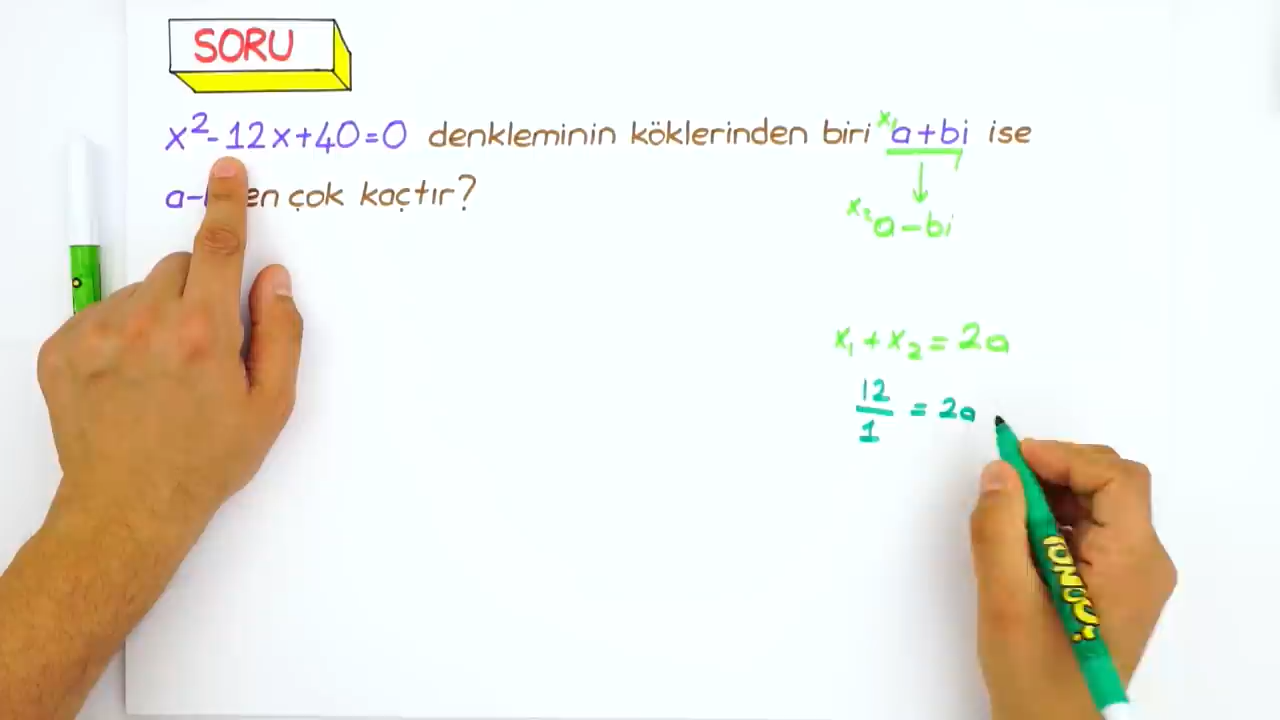 SORU
x²-12x+40=0 denkleminin köklerinden biri x₁ a+bi ise
a- en çok kaçtır?
x₂ a-bi
x₁ + x₂ = 2a
12/1 = 2a